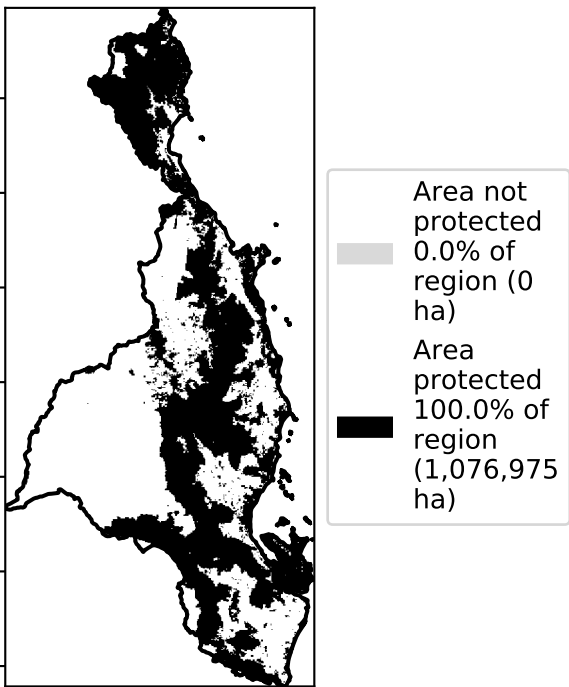 Area not
protected
0.0% of
region (0
ha)
Area
protected
100.0% of
region
(1,076,975
ha)